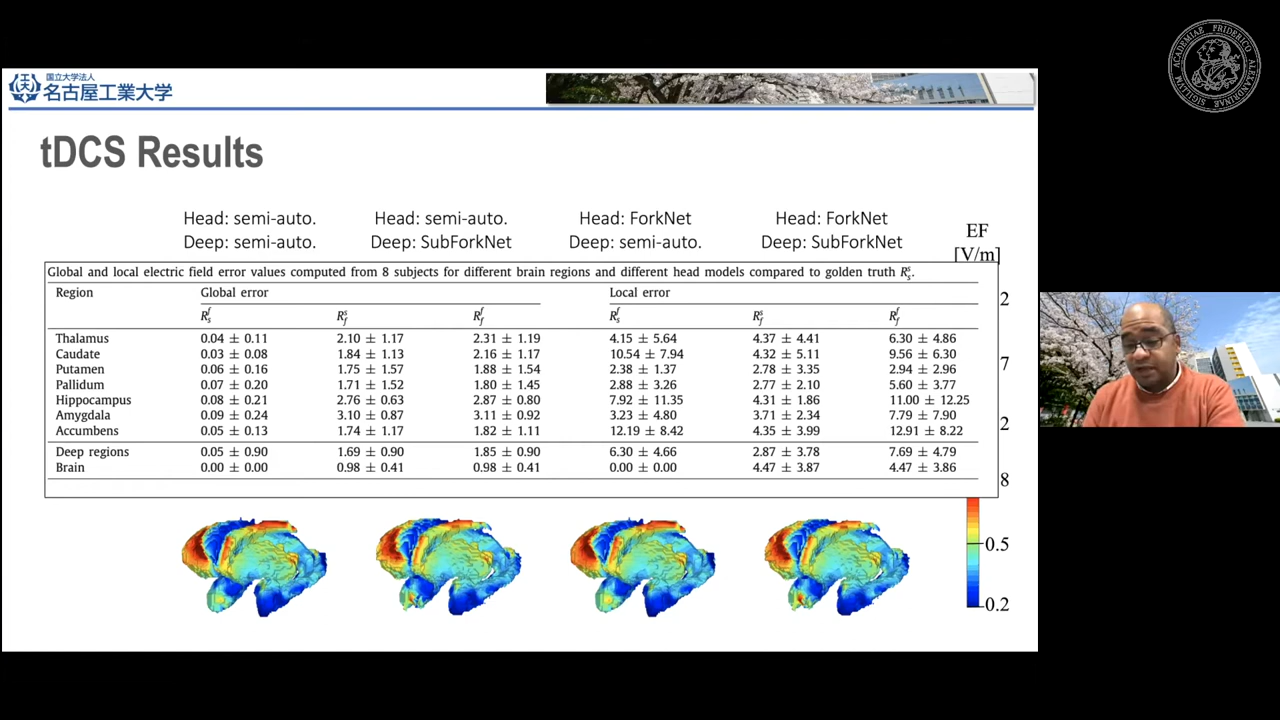 国立大学法人
名古屋工業大学
ACADEMIAE FRIDERICO ALEXANDRINAE SIGILLUM
tDCS Results
Head: semi-auto.
Deep: semi-auto.
Head: semi-auto.
Deep: SubForkNet
Head: ForkNet
Deep: semi-auto.
Head: ForkNet
Deep: SubForkNet
EF
[V/m]
Global and local electric field error values computed from 8 subjects for different brain regions and different head models compared to golden truth R_s^s.
Region Global error Local error
R_s^f R_f^s R_f^f R_s^f R_f^s R_f^f
Thalamus 0.04 ± 0.11 2.10 ± 1.17 2.31 ± 1.19 4.15 ± 5.64 4.37 ± 4.41 6.30 ± 4.86
Caudate 0.03 ± 0.08 1.84 ± 1.13 2.16 ± 1.17 10.54 ± 7.94 4.32 ± 5.11 9.56 ± 6.30
Putamen 0.06 ± 0.16 1.75 ± 1.57 1.88 ± 1.54 2.38 ± 1.37 2.78 ± 3.35 2.94 ± 2.96
Pallidum 0.07 ± 0.20 1.71 ± 1.52 1.80 ± 1.45 2.88 ± 3.26 2.77 ± 2.10 5.60 ± 3.77
Hippocampus 0.08 ± 0.21 2.76 ± 0.63 2.87 ± 0.80 7.92 ± 11.35 4.31 ± 1.86 11.00 ± 12.25
Amygdala 0.09 ± 0.24 3.10 ± 0.87 3.11 ± 0.92 3.23 ± 4.80 3.71 ± 2.34 7.79 ± 7.90
Accumbens 0.05 ± 0.13 1.74 ± 1.17 1.82 ± 1.11 12.19 ± 8.42 4.35 ± 3.99 12.91 ± 8.22
Deep regions 0.05 ± 0.90 1.69 ± 0.90 1.85 ± 0.90 6.30 ± 4.66 2.87 ± 3.78 7.69 ± 4.79
Brain 0.00 ± 0.00 0.98 ± 0.41 0.98 ± 0.41 0.00 ± 0.00 4.47 ± 3.87 4.47 ± 3.86
2
7
2
8
0.5
0.2